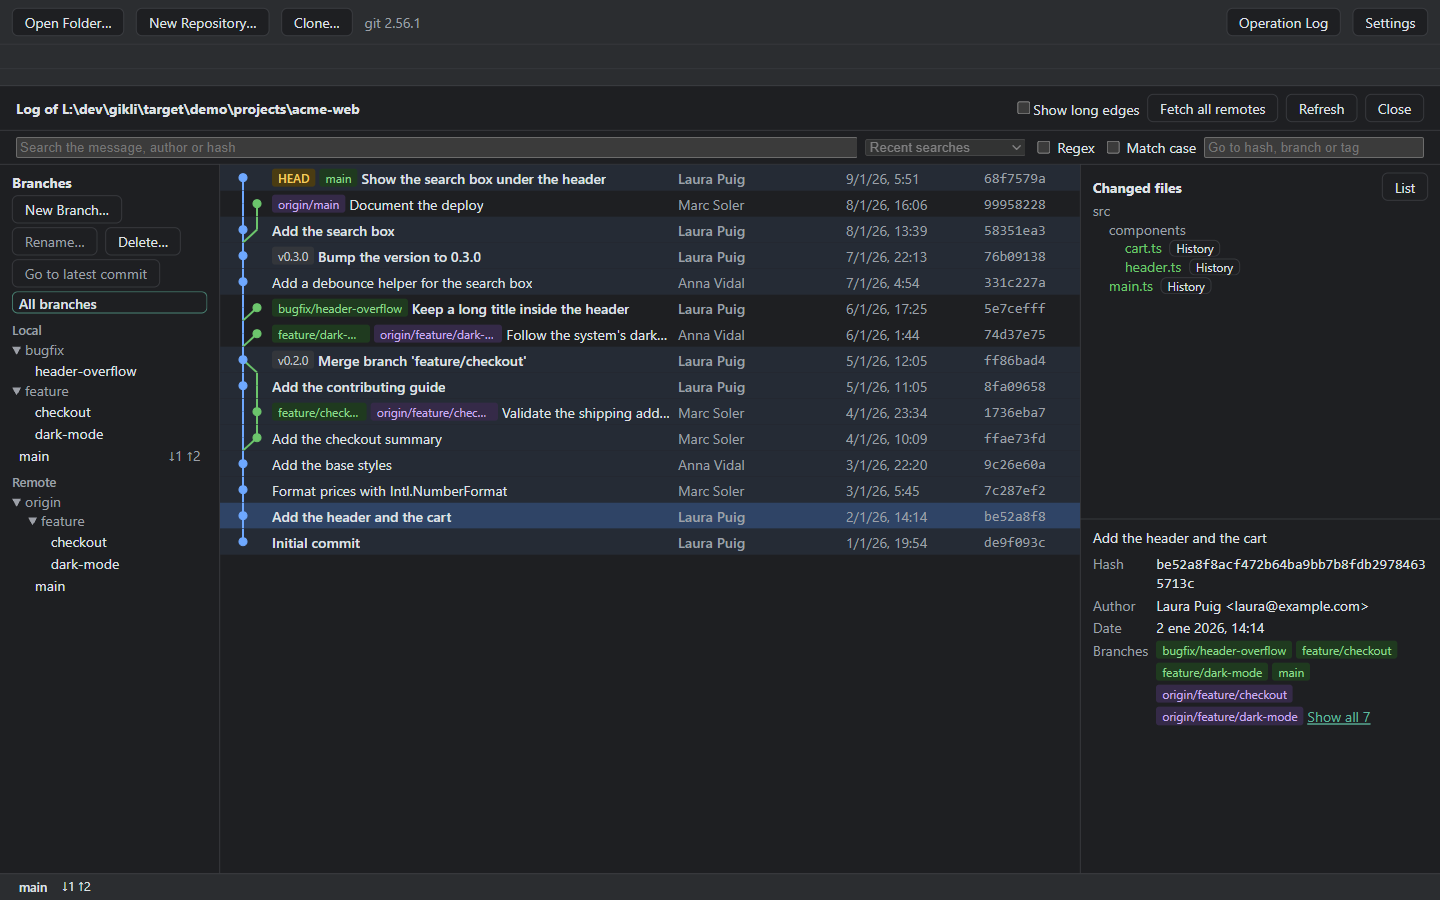 Open Folder... New Repository... Clone... git 2.56.1 Operation Log Settings
Log of L:\dev\gikli\target\demo\projects\acme-web Show long edges Fetch all remotes Refresh Close
Search the message, author or hash Recent searches Regex Match case Go to hash, branch or tag
Branches
New Branch...
Rename... Delete...
Go to latest commit
All branches
Local
bugfix
header-overflow
feature
checkout
dark-mode
main ↓1 ↑2
Remote
origin
feature
checkout
dark-mode
main
HEAD main Show the search box under the header Laura Puig 9/1/26, 5:51 68f7579a
origin/main Document the deploy Marc Soler 8/1/26, 16:06 99958228
Add the search box Laura Puig 8/1/26, 13:39 58351ea3
v0.3.0 Bump the version to 0.3.0 Laura Puig 7/1/26, 22:13 76b09138
Add a debounce helper for the search box Anna Vidal 7/1/26, 4:54 331c227a
bugfix/header-overflow Keep a long title inside the header Laura Puig 6/1/26, 17:25 5e7cefff
feature/dark-... origin/feature/dark-... Follow the system's dark... Anna Vidal 6/1/26, 1:44 74d37e75
v0.2.0 Merge branch 'feature/checkout' Laura Puig 5/1/26, 12:05 ff86bad4
Add the contributing guide Laura Puig 5/1/26, 11:05 8fa09658
feature/check... origin/feature/chec... Validate the shipping add... Marc Soler 4/1/26, 23:34 1736eba7
Add the checkout summary Marc Soler 4/1/26, 10:09 ffae73fd
Add the base styles Anna Vidal 3/1/26, 22:20 9c26e60a
Format prices with Intl.NumberFormat Marc Soler 3/1/26, 5:45 7c287ef2
Add the header and the cart Laura Puig 2/1/26, 14:14 be52a8f8
Initial commit Laura Puig 1/1/26, 19:54 de9f093c
Changed files List
src
components
cart.ts History
header.ts History
main.ts History
Add the header and the cart
Hash be52a8f8acf472b64ba9bb7b8fdb2978463
5713c
Author Laura Puig <laura@example.com>
Date 2 ene 2026, 14:14
Branches bugfix/header-overflow feature/checkout
feature/dark-mode main
origin/feature/checkout
origin/feature/dark-mode Show all 7
main ↓1 ↑2